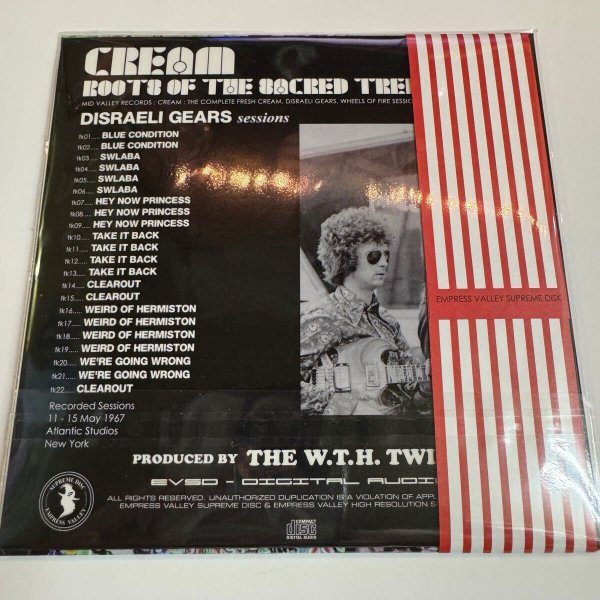 CREAM
ROOTS OF THE SACRED TREE
MID VALLEY RECORDS : CREAM : THE COMPLETE FRESH CREAM, DISRAELI GEARS, WHEELS OF FIRE SESSIO
DISRAELI GEARS sessions
tk01.... BLUE CONDITION
tk02.... BLUE CONDITION
tk03..... SWLABA
tk04..... SWLABA
tk05..... SWLABA
tk06..... SWLABA
tk07..... HEY NOW PRINCESS
tk08..... HEY NOW PRINCESS
tk09..... HEY NOW PRINCESS
tk10..... TAKE IT BACK
tk11..... TAKE IT BACK
tk12..... TAKE IT BACK
tk13..... TAKE IT BACK
tk14..... CLEAROUT
tk15..... CLEAROUT
tk16..... WEIRD OF HERMISTON
tk17..... WEIRD OF HERMISTON
tk18..... WEIRD OF HERMISTON
tk19..... WEIRD OF HERMISTON
tk20..... WE'RE GOING WRONG
tk21..... WE'RE GOING WRONG
tk22..... CLEAROUT
Recorded Sessions
11 - 15 May 1967
Atlantic Studios
New York
EMPRESS VALLEY SUPREME DISK
PRODUCED BY THE W.T.H. TWI
EVSD - DIGITAL AUDIO
ALL RIGHTS RESERVED. UNAUTHORIZED DUPLICATION IS A VIOLATION OF APPL
EMPRESS VALLEY SUPREME DISC & EMPRESS VALLEY HIGH RESOLUTION S
SUPREME DISC
EMPRESS VALLEY
COMPACT
disc
DIGITAL AUDIO